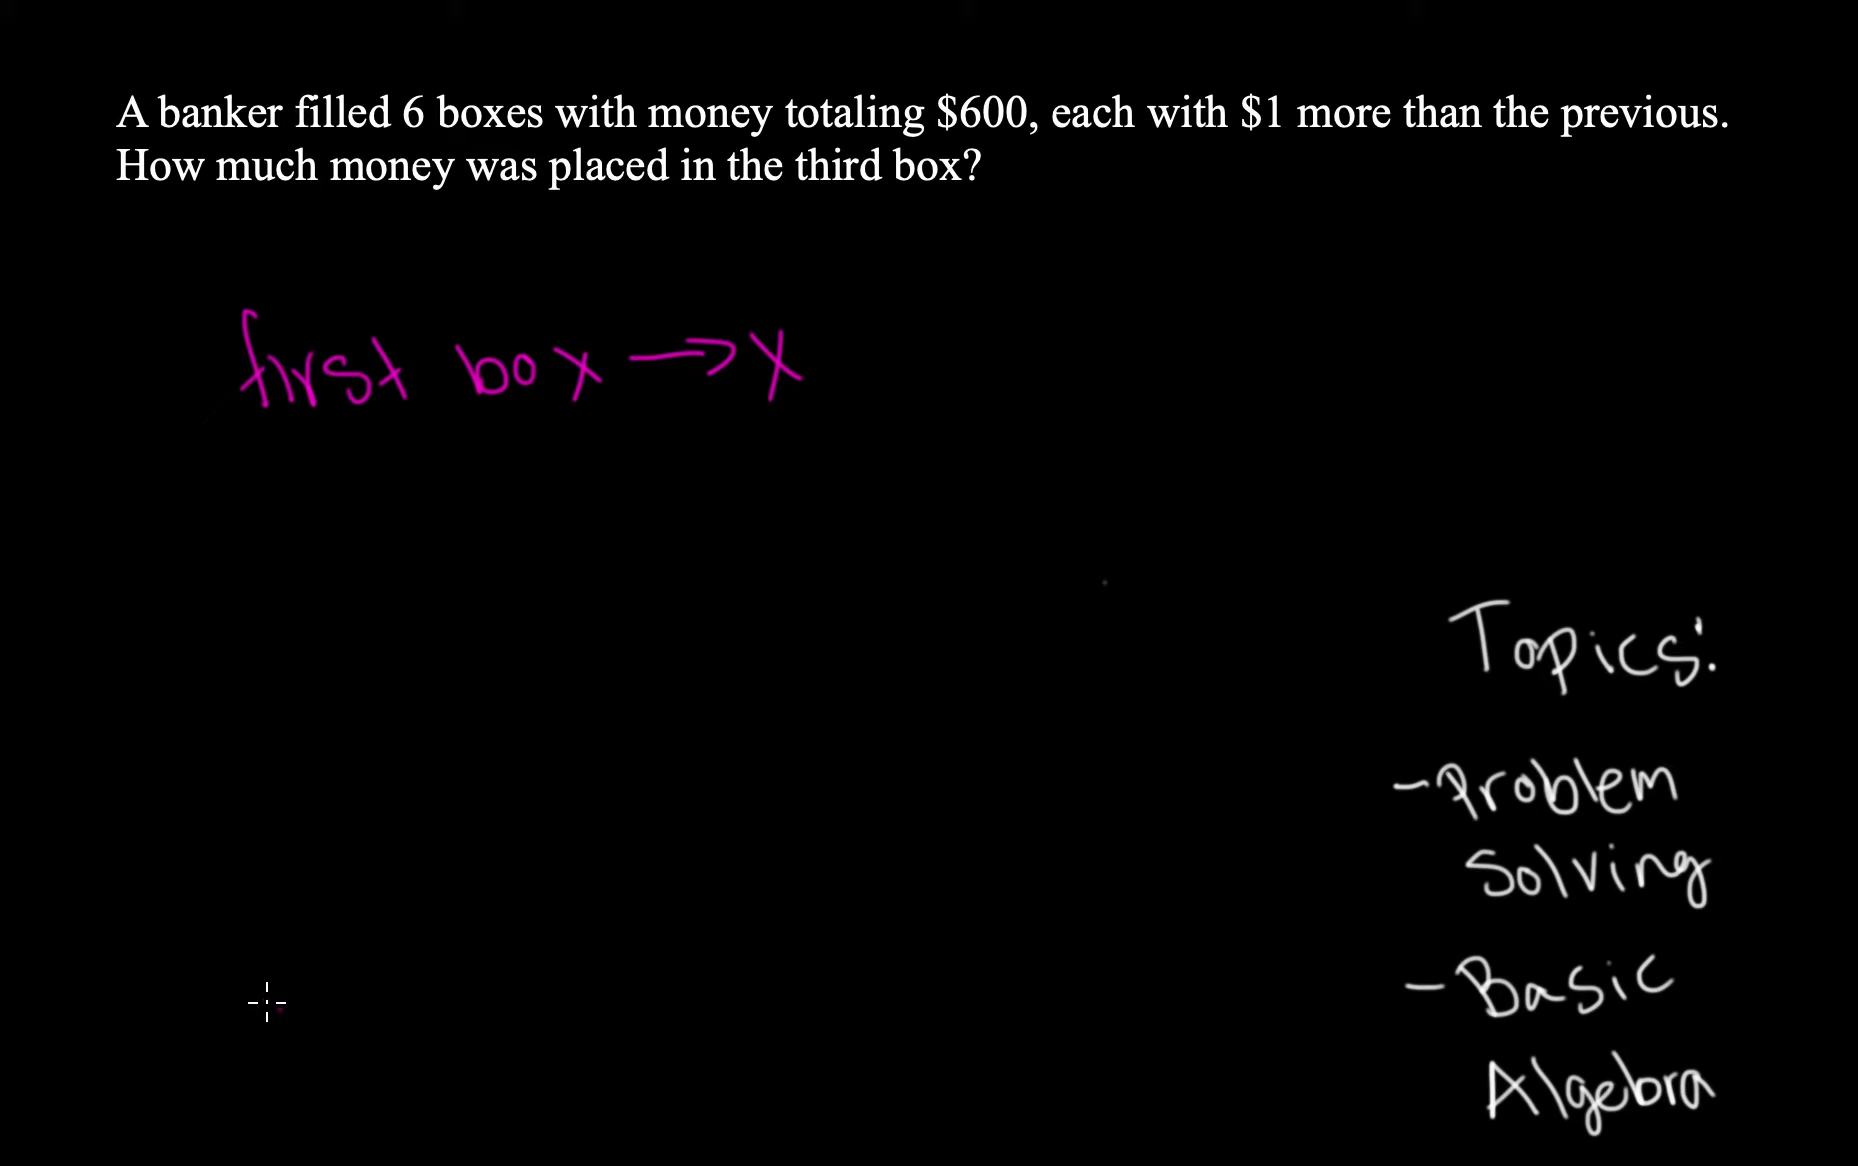 A banker filled 6 boxes with money totaling $600, each with $1 more than the previous.
How much money was placed in the third box?
first box → X
Topics:
- Problem
Solving
- Basic
Algebra